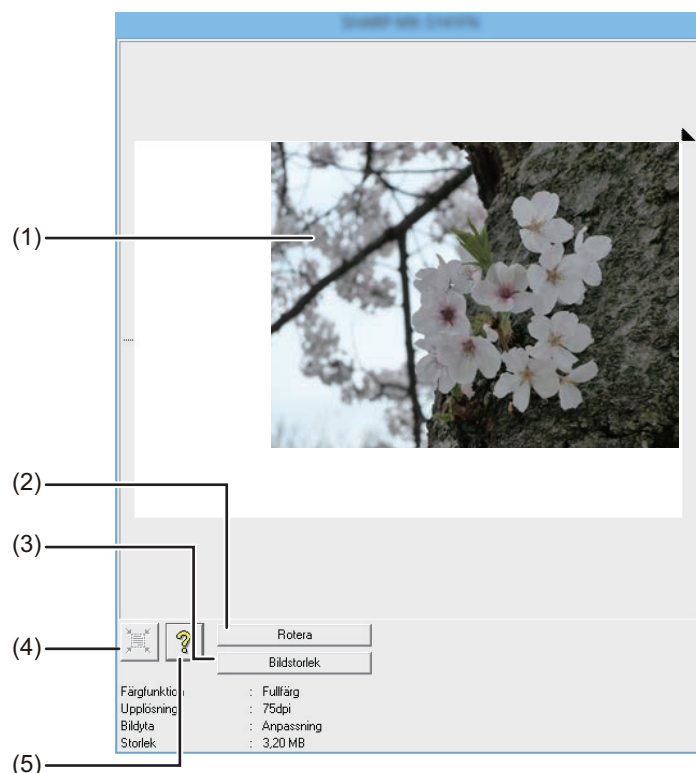 (1)
(2)
(3)
(4)
(5)
Rotera
Bildstorlek
Färgfunktion : Fullfärg
Upplösning : 75dpi
Bildyta : Anpassning
Storlek : 3,20 MB